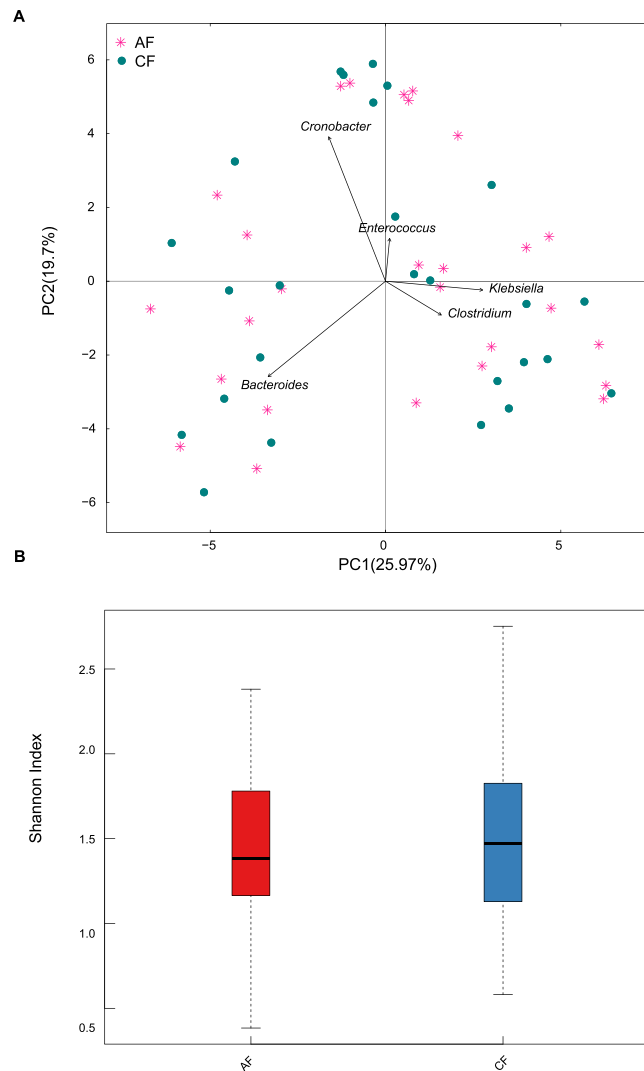 A
AF
CF
6
4
2
0
−2
−4
−6
PC2(19.7%)
Cronobacter
Enterococcus
Klebsiella
Clostridium
Bacteroides
−5
0
5
PC1(25.97%)
B
2.5
2.0
1.5
1.0
0.5
Shannon Index
AF
CF